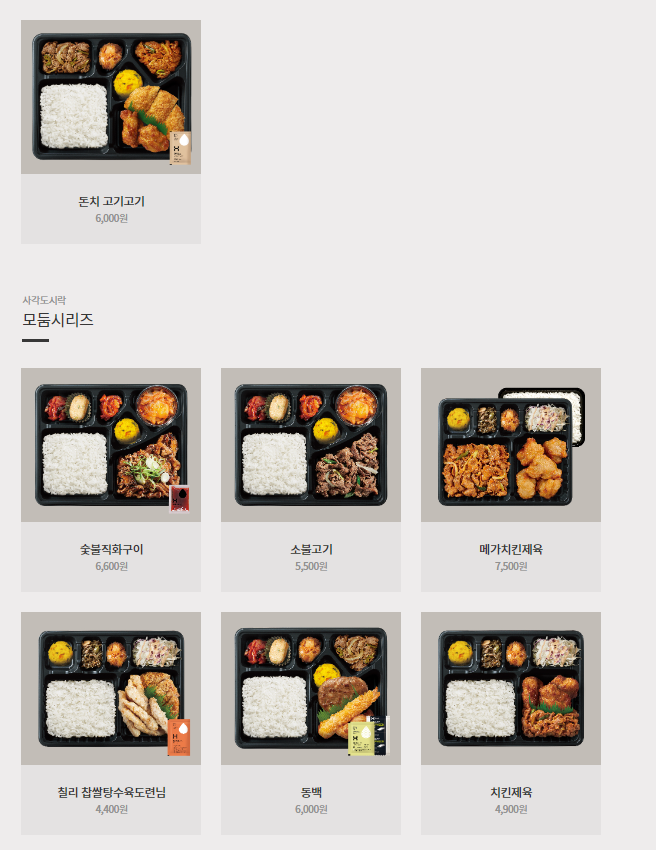 돈치 고기고기
6,000원
사각도시락
모둠시리즈
숯불직화구이
6,600원
소불고기
5,500원
메가치킨제육
7,500원
칠리 찹쌀탕수육도련님
4,400원
동백
6,000원
치킨제육
4,900원